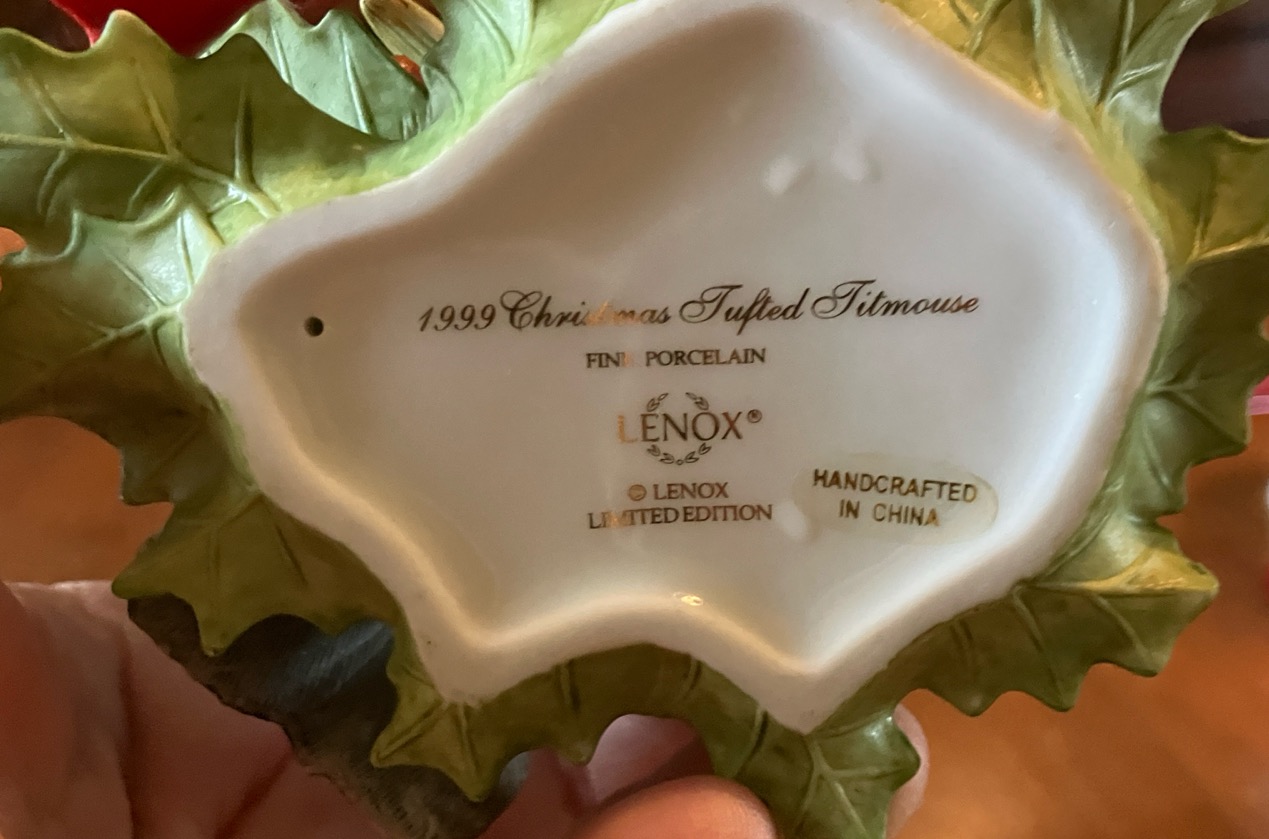 1999 Christmas Tufted Titmouse
FINE PORCELAIN
LENOX®
© LENOX
LIMITED EDITION
HANDCRAFTED
IN CHINA